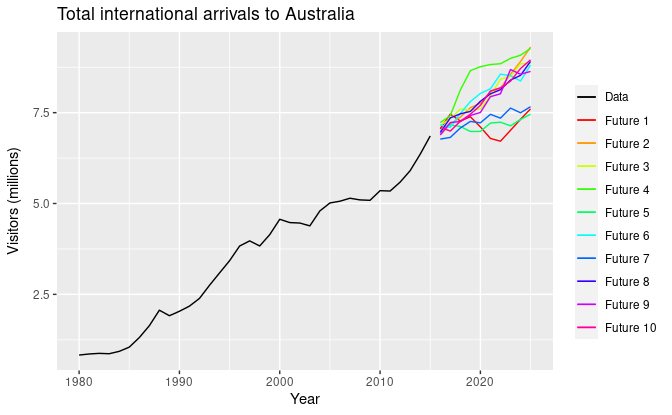 Total international arrivals to Australia
Visitors (millions)
7.5
5.0
2.5
1980
1990
2000
2010
2020
Year
Data
Future 1
Future 2
Future 3
Future 4
Future 5
Future 6
Future 7
Future 8
Future 9
Future 10